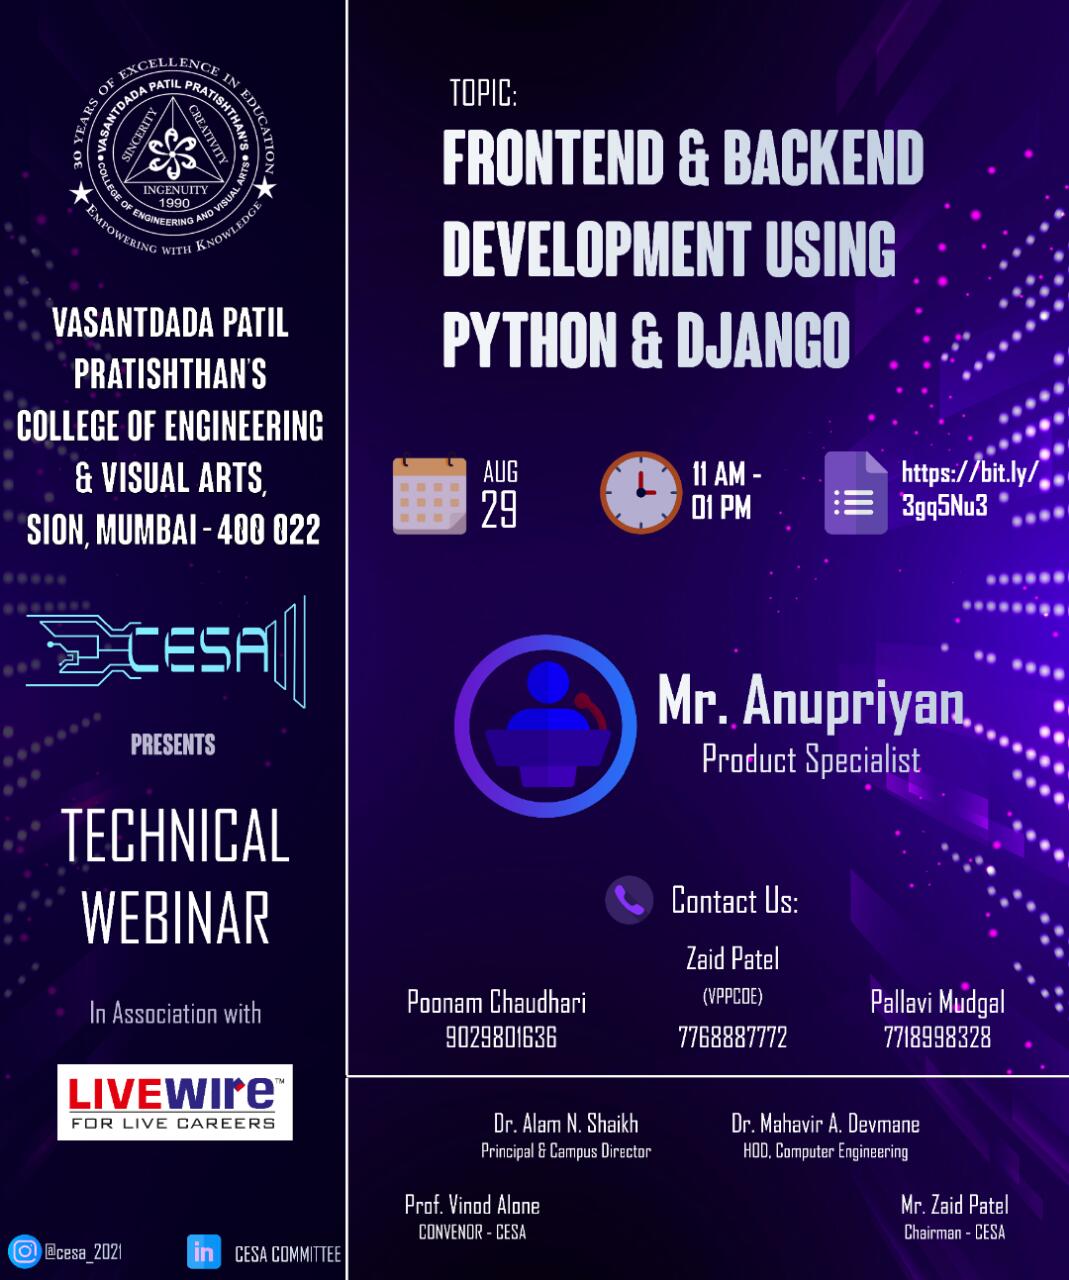 30 YEARS OF EXCELLENCE IN EDUCATION
VASANTDADA PATIL PRATISHTHAN'S
COLLEGE OF ENGINEERING AND VISUAL ARTS
SINCERITY
CREATIVITY
INGENUITY
1990
EMPOWERING WITH KNOWLEDGE
VASANTDADA PATIL
PRATISHTHAN'S
COLLEGE OF ENGINEERING
& VISUAL ARTS,
SION, MUMBAI - 400 022
CESA
PRESENTS
TECHNICAL
WEBINAR
In Association with
LIVEWIRE™
FOR LIVE CAREERS
@cesa_2021
in CESA COMMITTEE
TOPIC:
FRONTEND & BACKEND
DEVELOPMENT USING
PYTHON & DJANGO
AUG
29
11 AM -
01 PM
https://bit.ly/
3gq5Nu3
Mr. Anupriyan
Product Specialist
Contact Us:
Zaid Patel
(VPPCOE)
7768887772
Poonam Chaudhari
9029801636
Pallavi Mudgal
7718998328
Dr. Alam N. Shaikh
Principal & Campus Director
Dr. Mahavir A. Devmane
HOD, Computer Engineering
Prof. Vinod Alone
CONVENOR - CESA
Mr. Zaid Patel
Chairman - CESA